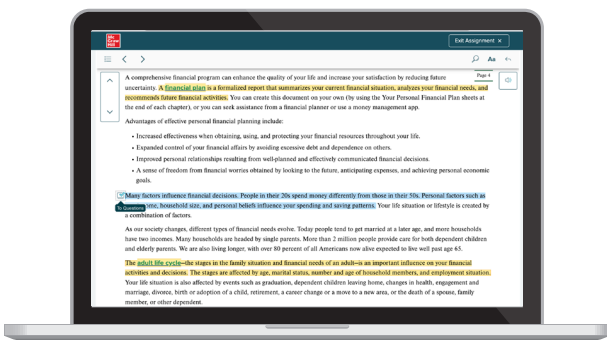 Mc
Graw
Hill
Exit Assignment ×
Aa
Page 4
A comprehensive financial program can enhance the quality of your life and increase your satisfaction by reducing future
uncertainty. A financial plan is a formalized report that summarizes your current financial situation, analyzes your financial needs, and
recommends future financial activities. You can create this document on your own (by using the Your Personal Financial Plan sheets at
the end of each chapter), or you can seek assistance from a financial planner or use a money management app.
Advantages of effective personal financial planning include:
• Increased effectiveness when obtaining, using, and protecting your financial resources throughout your life.
• Expanded control of your financial affairs by avoiding excessive debt and dependence on others.
• Improved personal relationships resulting from well-planned and effectively communicated financial decisions.
• A sense of freedom from financial worries obtained by looking to the future, anticipating expenses, and achieving personal economic
goals.
Many factors influence financial decisions. People in their 20s spend money differently from those in their 50s. Personal factors such as
To Questions ome, household size, and personal beliefs influence your spending and saving patterns. Your life situation or lifestyle is created by
a combination of factors.
As our society changes, different types of financial needs evolve. Today people tend to get married at a later age, and more households
have two incomes. Many households are headed by single parents. More than 2 million people provide care for both dependent children
and elderly parents. We are also living longer, with over 80 percent of all Americans now alive expected to live well past age 65.
The adult life cycle—the stages in the family situation and financial needs of an adult—is an important influence on your financial
activities and decisions. The stages are affected by age, marital status, number and age of household members, and employment situation.
Your life situation is also affected by events such as graduation, dependent children leaving home, changes in health, engagement and
marriage, divorce, birth or adoption of a child, retirement, a career change or a move to a new area, or the death of a spouse, family
member, or other dependent.